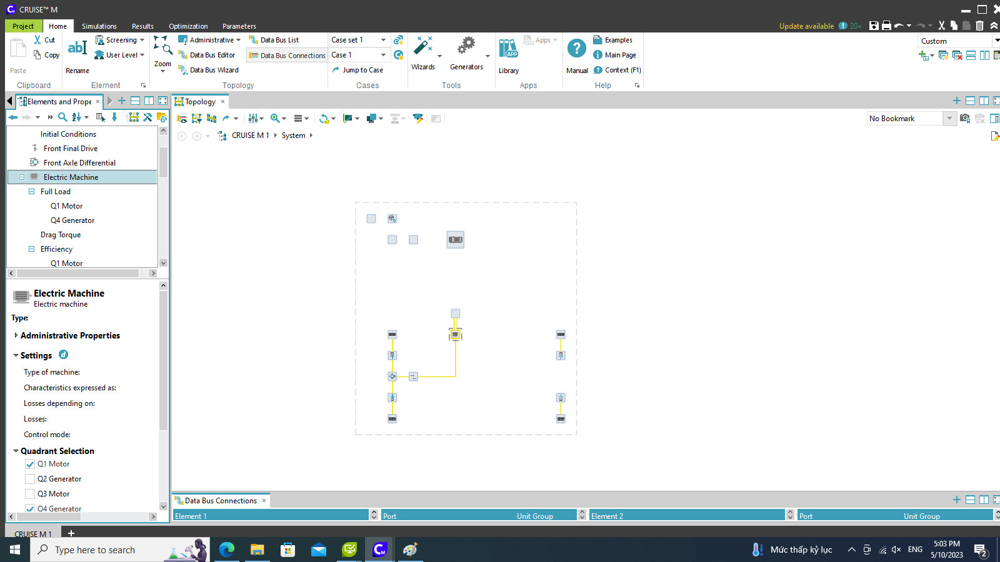 CRUISE™ M
Project Home Simulations Results Optimization Parameters
Update available 20+
Paste
Cut
Copy
Clipboard
Rename
Screening
User Level
Element
Zoom
Administrative
Data Bus Editor
Data Bus Wizard
Data Bus List
Data Bus Connections
Topology
Case set 1
Case 1
Jump to Case
Cases
Wizards
Generators
Tools
APP
Library
Apps
Apps
Manual
Examples
Main Page
Context (F1)
Help
Custom
Elements and Prope
Initial Conditions
Front Final Drive
Front Axle Differential
Electric Machine
Full Load
Q1 Motor
Q4 Generator
Drag Torque
Efficiency
Q1 Motor
Electric Machine
Electric machine
Type:
Administrative Properties
Settings d
Type of machine:
Characteristics expressed as:
Losses depending on:
Losses:
Control mode:
Quadrant Selection
Q1 Motor
Q2 Generator
Q3 Motor
Q4 Generator
Topology
No Bookmark
CRUISE M 1 System
Data Bus Connections
Element 1 Port Unit Group Element 2 Port Unit Group
CRUISE M 1
Type here to search
Mức thấp kỷ lục
ENG
5:03 PM
5/10/2023
2